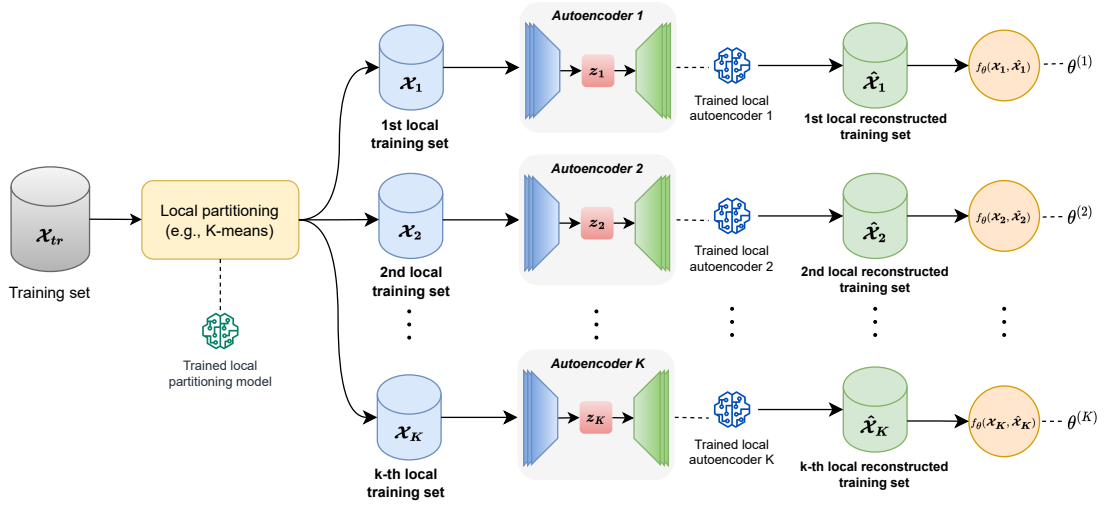 𝒳tr
Training set
Local partitioning
(e.g., K-means)
Trained local
partitioning model
𝒳1
1st local
training set
Autoencoder 1
z1
Trained local
autoencoder 1
𝒳̂1
1st local reconstructed
training set
fθ(𝒳1, 𝒳̂1)
θ(1)
𝒳2
2nd local
training set
Autoencoder 2
z2
Trained local
autoencoder 2
𝒳̂2
2nd local reconstructed
training set
fθ(𝒳2, 𝒳̂2)
θ(2)
𝒳K
k-th local
training set
Autoencoder K
zK
Trained local
autoencoder K
𝒳̂K
k-th local reconstructed
training set
fθ(𝒳K, 𝒳̂K)
θ(K)